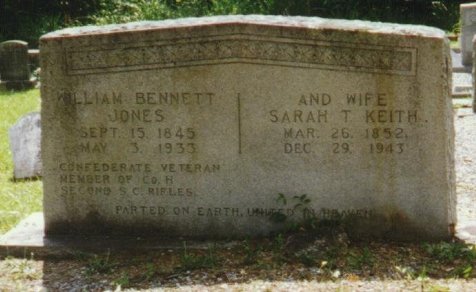 WILLIAM BENNETT
JONES
SEPT. 15, 1845
MAY 3, 1933
CONFEDERATE VETERAN
MEMBER OF CO. H
SECOND S.C. RIFLES.
AND WIFE
SARAH T KEITH
MAR. 26, 1852,
DEC. 29, 1943
PARTED ON EARTH, UNITED IN HEAVEN